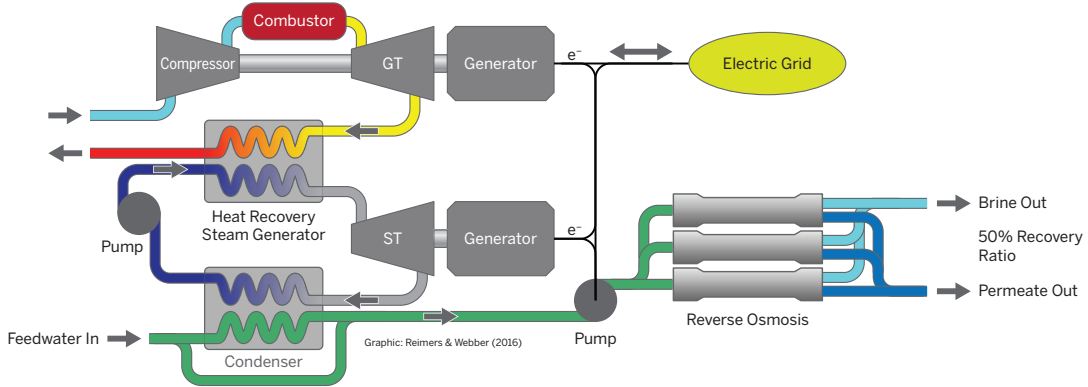 Combustor
Compressor
GT
Generator
e⁻
Electric Grid
Heat Recovery
Steam Generator
Pump
ST
Generator
e⁻
Brine Out
50% Recovery
Ratio
Permeate Out
Reverse Osmosis
Pump
Feedwater In
Graphic: Reimers & Webber (2016)
Condenser